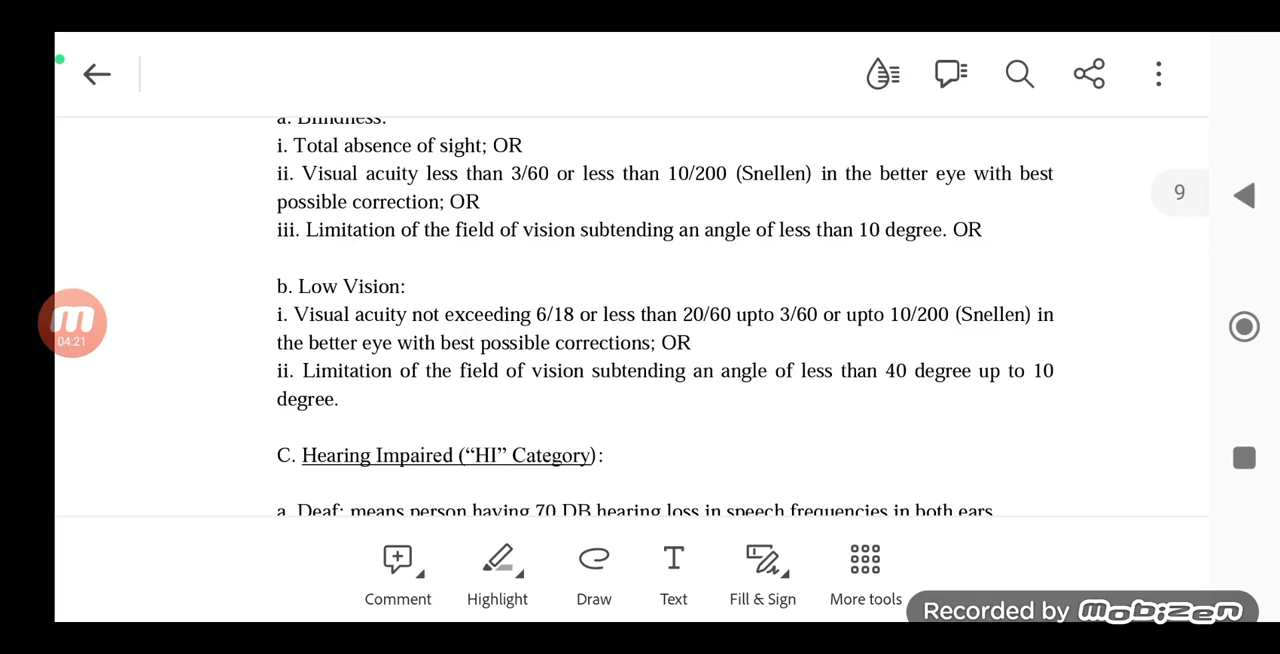 a. Blindness:
i. Total absence of sight; OR
ii. Visual acuity less than 3/60 or less than 10/200 (Snellen) in the better eye with best
possible correction; OR
9
iii. Limitation of the field of vision subtending an angle of less than 10 degree. OR
b. Low Vision:
i. Visual acuity not exceeding 6/18 or less than 20/60 upto 3/60 or upto 10/200 (Snellen) in
m
04:21
the better eye with best possible corrections; OR
ii. Limitation of the field of vision subtending an angle of less than 40 degree up to 10
degree.
C. Hearing Impaired (“HI” Category):
a. Deaf: means person having 70 DB hearing loss in speech frequencies in both ears
T
Comment Highlight Draw Text Fill & Sign More tools
Recorded by mobizen